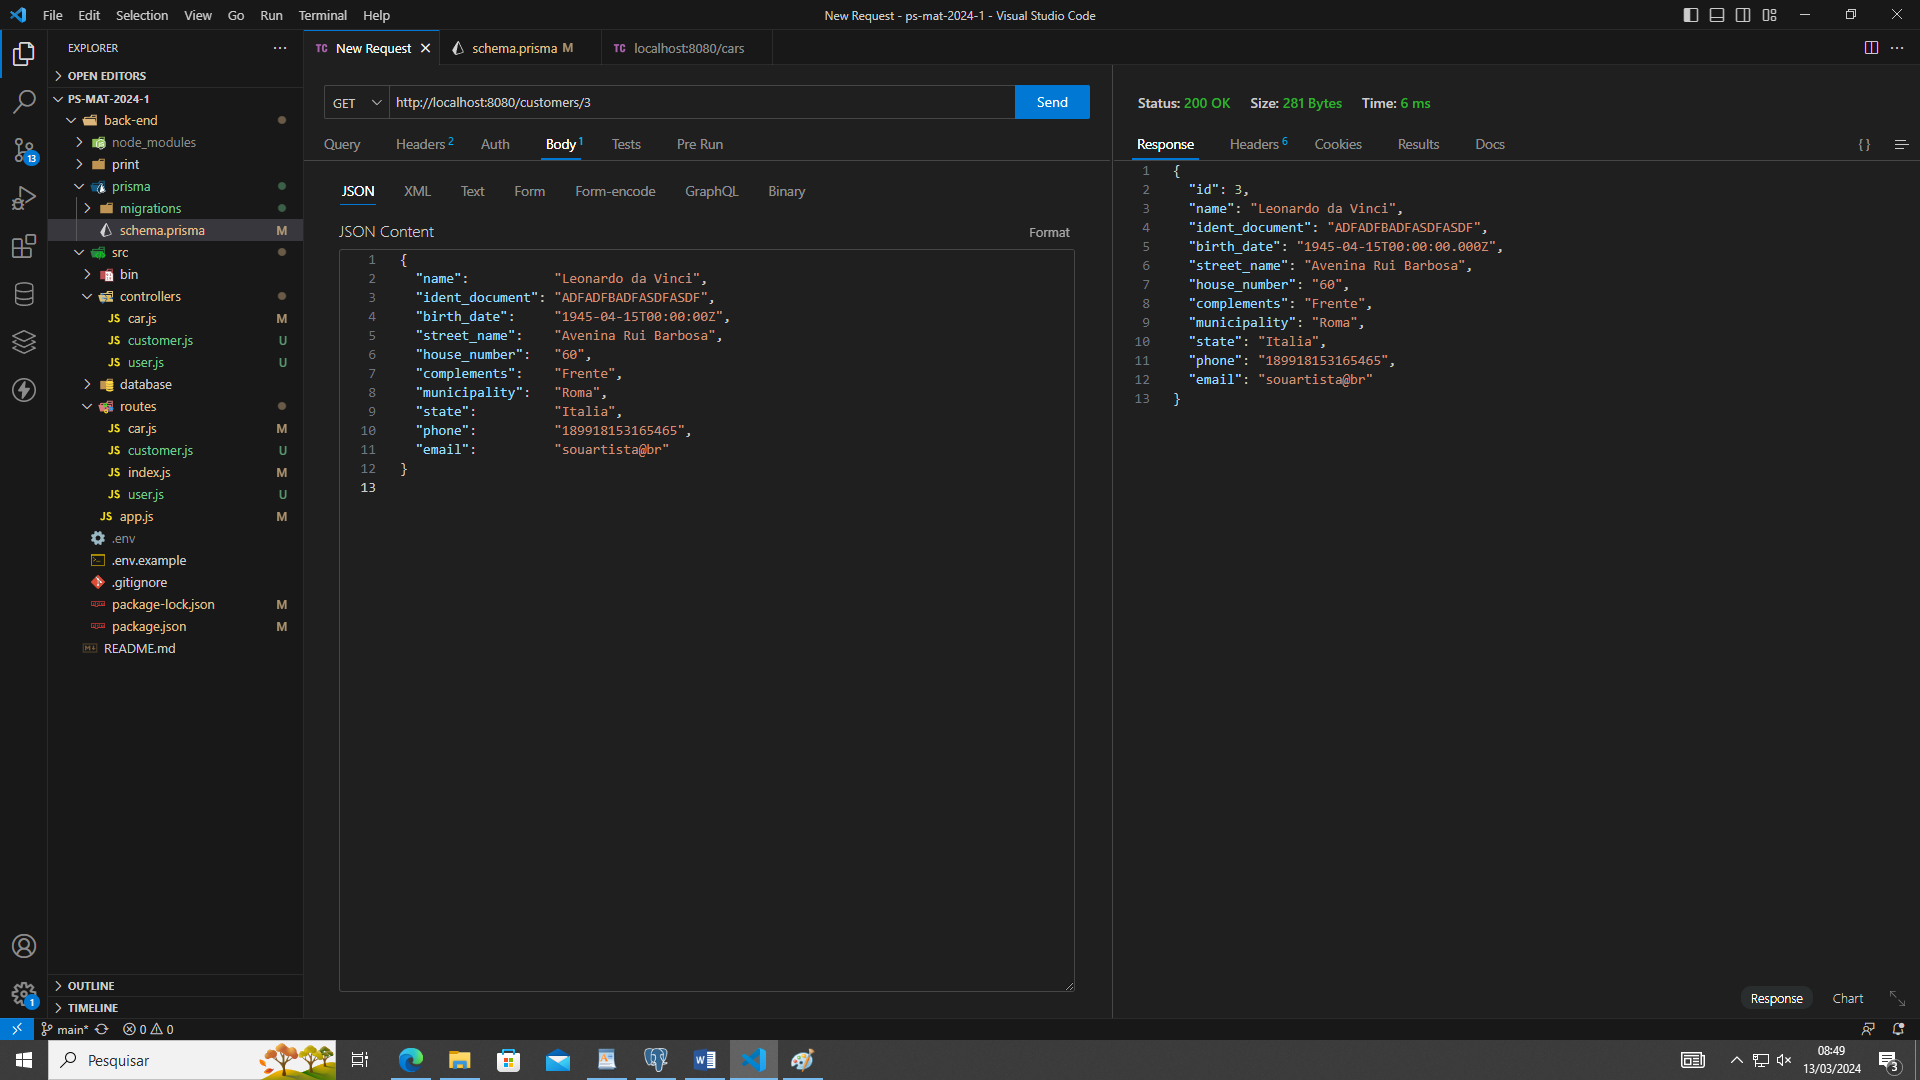 File Edit Selection View Go Run Terminal Help
New Request - ps-mat-2024-1 - Visual Studio Code
EXPLORER
OPEN EDITORS
PS-MAT-2024-1
back-end
node_modules
print
prisma
migrations
schema.prisma M
src
bin
controllers
JS car.js M
JS customer.js U
JS user.js U
database
routes
JS car.js M
JS customer.js U
JS index.js M
JS user.js U
JS app.js M
.env
.env.example
.gitignore
package-lock.json M
package.json M
README.md
OUTLINE
TIMELINE
13
1
TC New Request
schema.prisma M
TC localhost:8080/cars
GET http://localhost:8080/customers/3 Send
Query Headers 2 Auth Body 1 Tests Pre Run
JSON XML Text Form Form-encode GraphQL Binary
JSON Content Format
1 {
2 "name": "Leonardo da Vinci",
3 "ident_document": "ADFADFBADFASDFASDF",
4 "birth_date": "1945-04-15T00:00:00Z",
5 "street_name": "Avenina Rui Barbosa",
6 "house_number": "60",
7 "complements": "Frente",
8 "municipality": "Roma",
9 "state": "Italia",
10 "phone": "189918153165465",
11 "email": "souartista@br"
12 }
13
Status: 200 OK Size: 281 Bytes Time: 6 ms
Response Headers 6 Cookies Results Docs { }
1 {
2 "id": 3,
3 "name": "Leonardo da Vinci",
4 "ident_document": "ADFADFBADFASDFASDF",
5 "birth_date": "1945-04-15T00:00:00.000Z",
6 "street_name": "Avenina Rui Barbosa",
7 "house_number": "60",
8 "complements": "Frente",
9 "municipality": "Roma",
10 "state": "Italia",
11 "phone": "189918153165465",
12 "email": "souartista@br"
13 }
Response Chart
main* 0 0
Pesquisar
08:49
13/03/2024
3